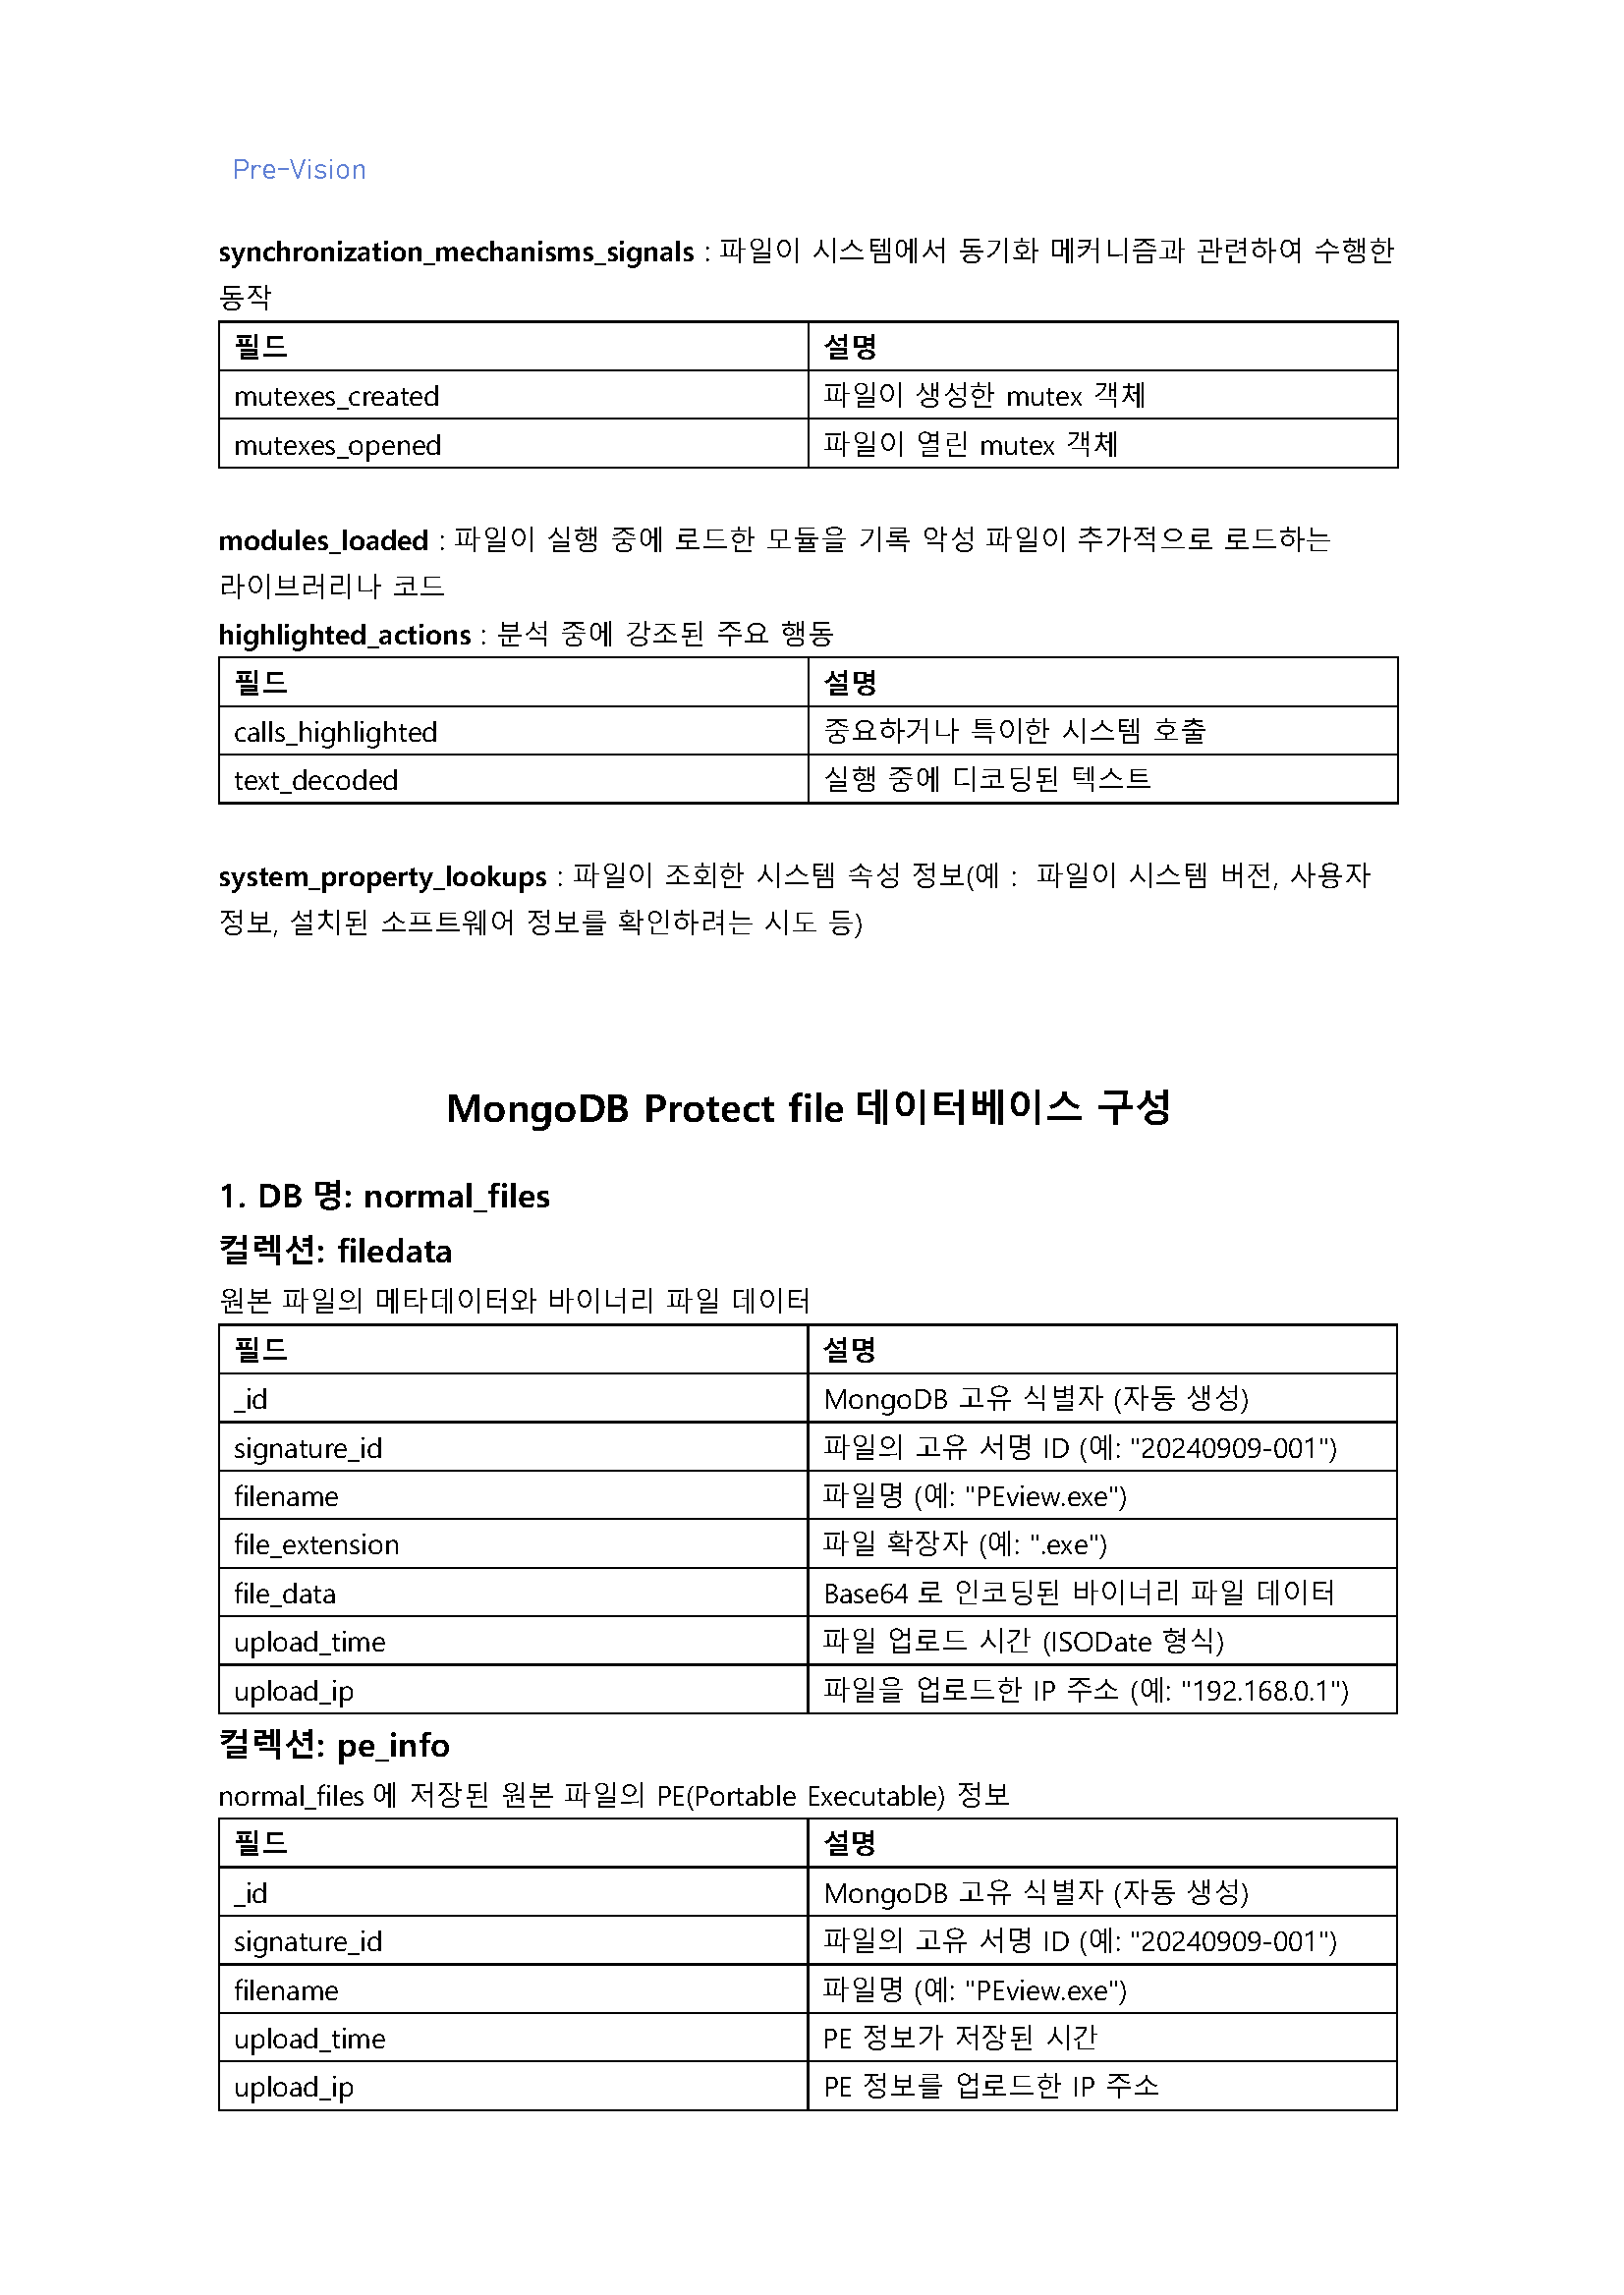 Pre-Vision
synchronization_mechanisms_signals : 파일이 시스템에서 동기화 메커니즘과 관련하여 수행한
동작
필드 설명
mutexes_created 파일이 생성한 mutex 객체
mutexes_opened 파일이 열린 mutex 객체
modules_loaded : 파일이 실행 중에 로드한 모듈을 기록 악성 파일이 추가적으로 로드하는
라이브러리나 코드
highlighted_actions : 분석 중에 강조된 주요 행동
필드 설명
calls_highlighted 중요하거나 특이한 시스템 호출
text_decoded 실행 중에 디코딩된 텍스트
system_property_lookups : 파일이 조회한 시스템 속성 정보(예 :  파일이 시스템 버전, 사용자
정보, 설치된 소프트웨어 정보를 확인하려는 시도 등)
MongoDB Protect file 데이터베이스 구성
1. DB 명: normal_files
컬렉션: filedata
원본 파일의 메타데이터와 바이너리 파일 데이터
필드 설명
_id MongoDB 고유 식별자 (자동 생성)
signature_id 파일의 고유 서명 ID (예: "20240909-001")
filename 파일명 (예: "PEview.exe")
file_extension 파일 확장자 (예: ".exe")
file_data Base64 로 인코딩된 바이너리 파일 데이터
upload_time 파일 업로드 시간 (ISODate 형식)
upload_ip 파일을 업로드한 IP 주소 (예: "192.168.0.1")
컬렉션: pe_info
normal_files 에 저장된 원본 파일의 PE(Portable Executable) 정보
필드 설명
_id MongoDB 고유 식별자 (자동 생성)
signature_id 파일의 고유 서명 ID (예: "20240909-001")
filename 파일명 (예: "PEview.exe")
upload_time PE 정보가 저장된 시간
upload_ip PE 정보를 업로드한 IP 주소